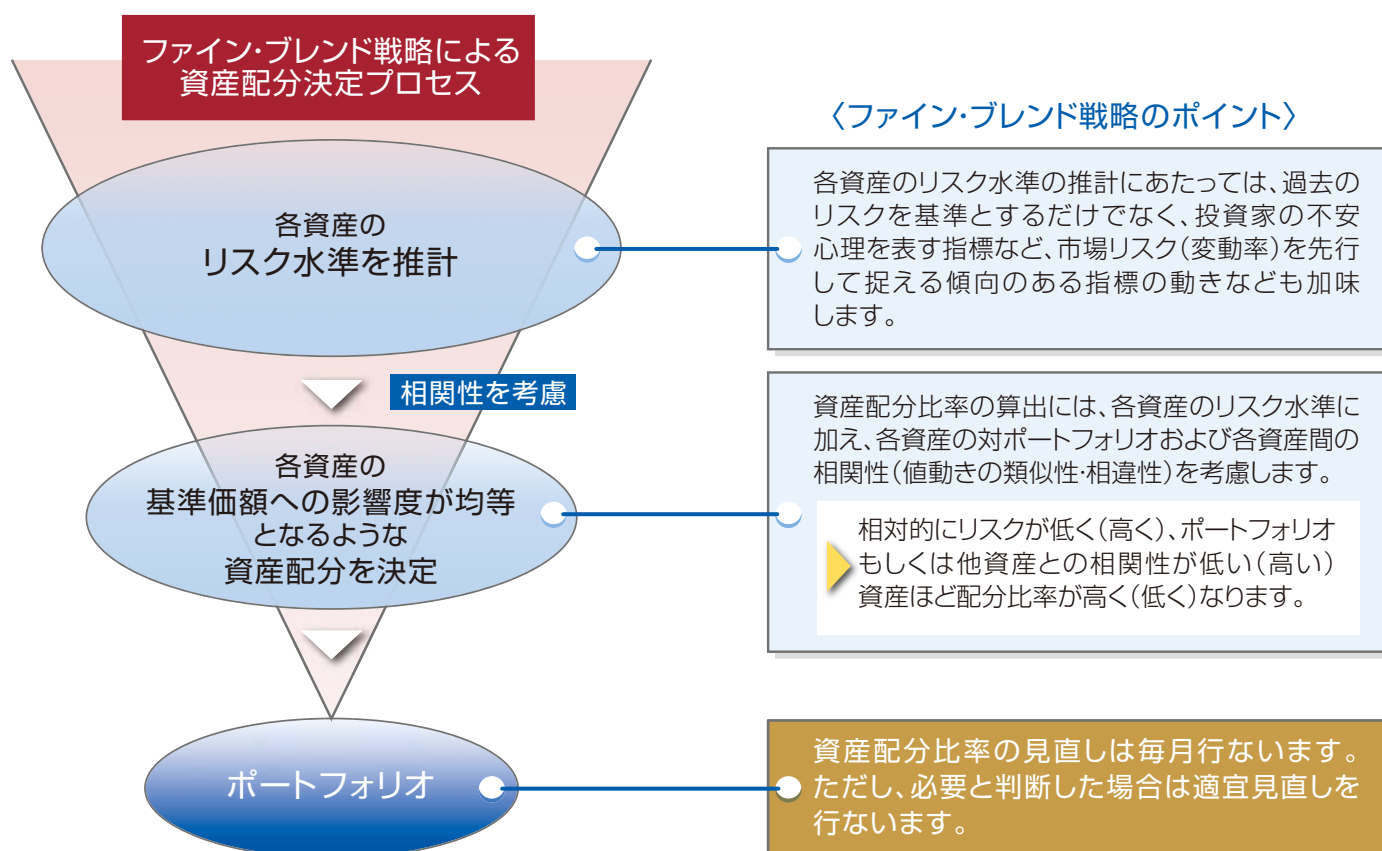 ファイン・ブレンド戦略による
資産配分決定プロセス
各資産の
リスク水準を推計
相関性を考慮
各資産の
基準価額への影響度が均等
となるような
資産配分を決定
ポートフォリオ
〈ファイン・ブレンド戦略のポイント〉
各資産のリスク水準の推計にあたっては、過去の
リスクを基準とするだけでなく、投資家の不安
心理を表す指標など、市場リスク(変動率)を先行
して捉える傾向のある指標の動きなども加味
します。
資産配分比率の算出には、各資産のリスク水準に
加え、各資産の対ポートフォリオおよび各資産間の
相関性(値動きの類似性・相違性)を考慮します。
相対的にリスクが低く(高く)、ポートフォリオ
もしくは他資産との相関性が低い(高い)
資産ほど配分比率が高く(低く)なります。
資産配分比率の見直しは毎月行ないます。
ただし、必要と判断した場合は適宜見直しを
行ないます。